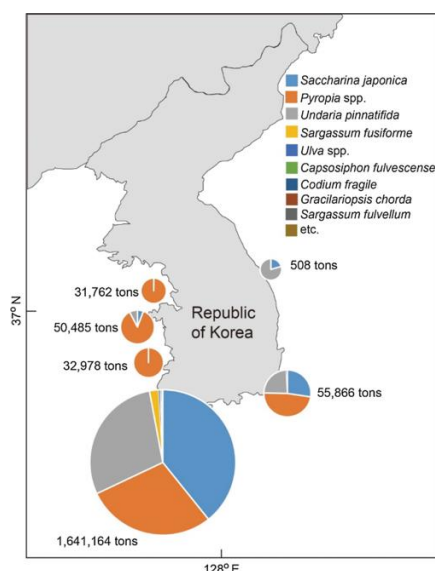 Saccharina japonica
Pyropia spp.
Undaria pinnatifida
Sargassum fusiforme
Ulva spp.
Capsosiphon fulvescense
Codium fragile
Gracilariopsis chorda
Sargassum fulvellum
etc.
508 tons
31,762 tons
37° N
Republic
of Korea
50,485 tons
32,978 tons
55,866 tons
1,641,164 tons
128° E